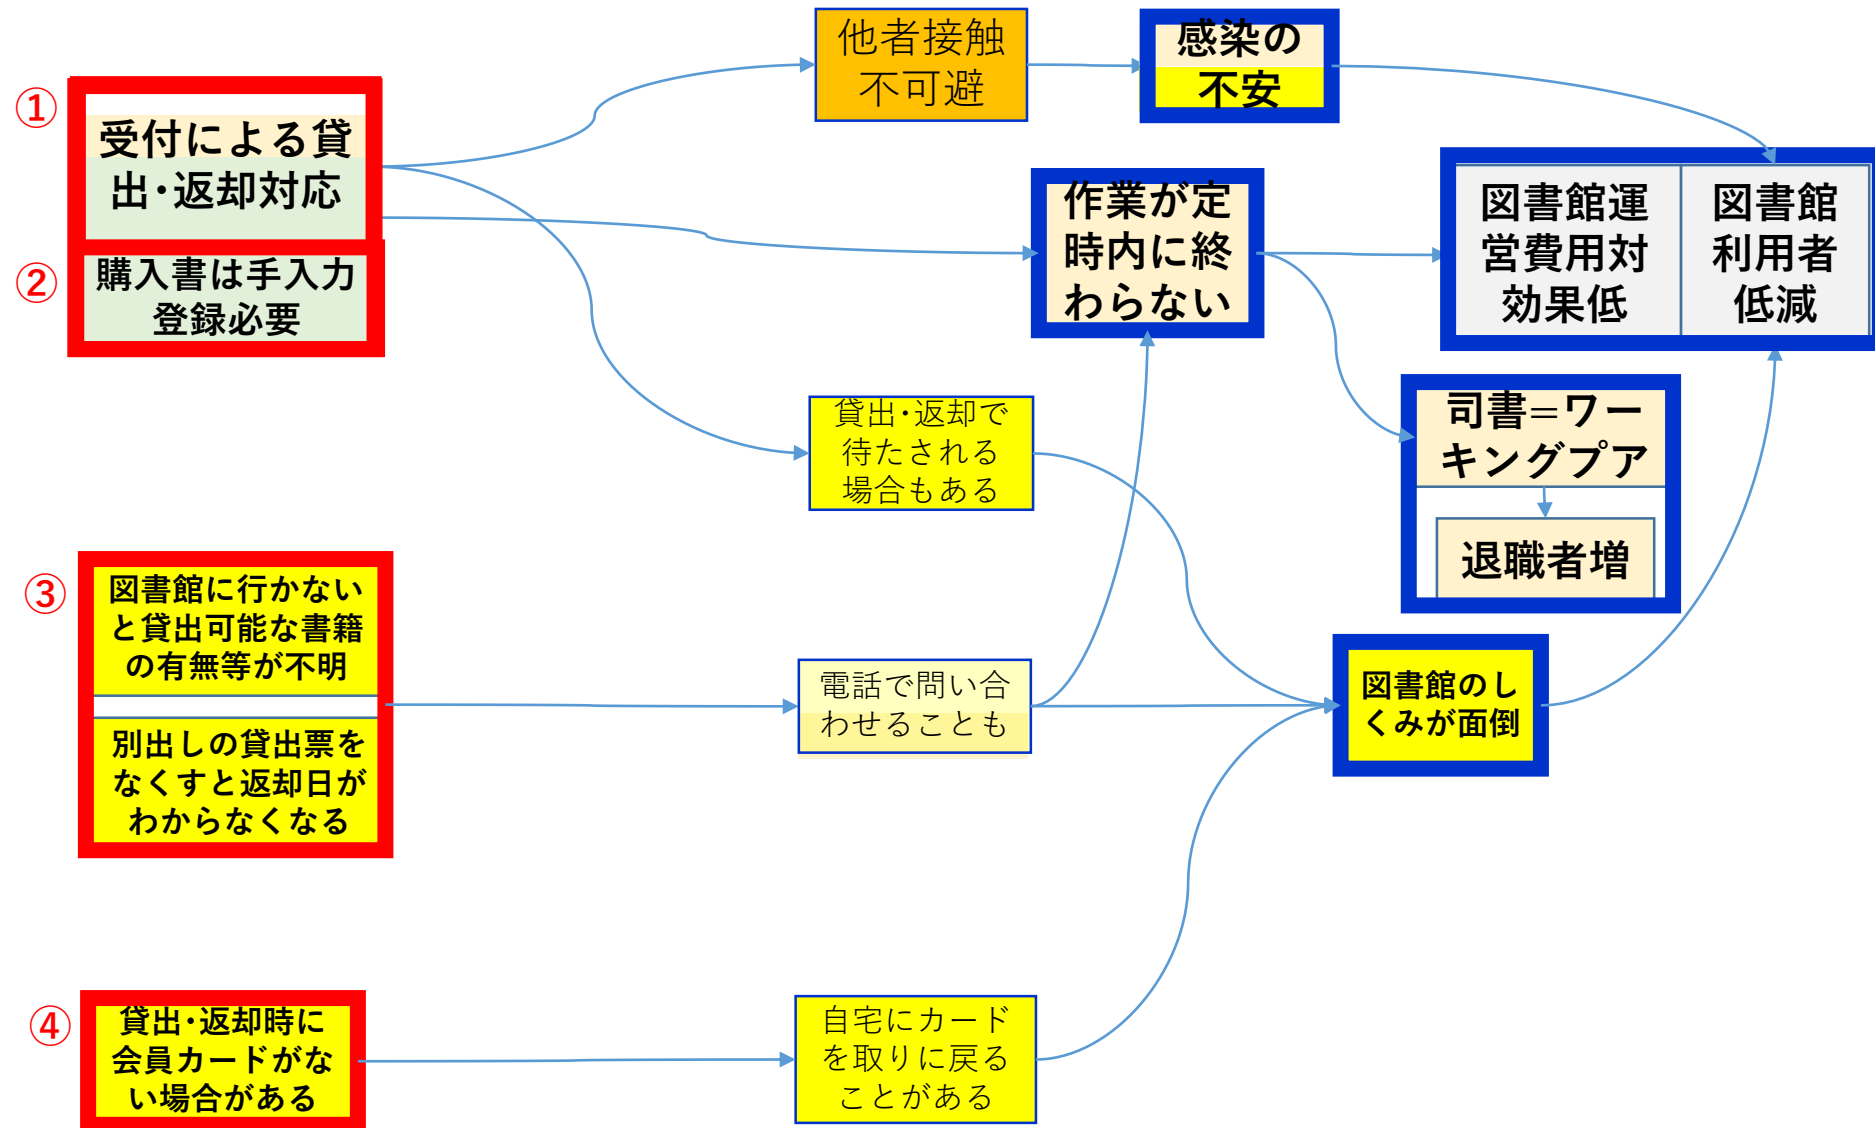 ①
受付による貸
出･返却対応
②
購入書は手入力
登録必要
他者接触
不可避
感染の
不安
作業が定
時内に終
わらない
図書館運
営費用対
効果低
図書館
利用者
低減
貸出･返却で
待たされる
場合もある
司書=ワー
キングプア
退職者増
③
図書館に行かない
と貸出可能な書籍
の有無等が不明
別出しの貸出票を
なくすと返却日が
わからなくなる
電話で問い合
わせることも
図書館のし
くみが面倒
④
貸出･返却時に
会員カードがな
い場合がある
自宅にカード
を取りに戻る
ことがある